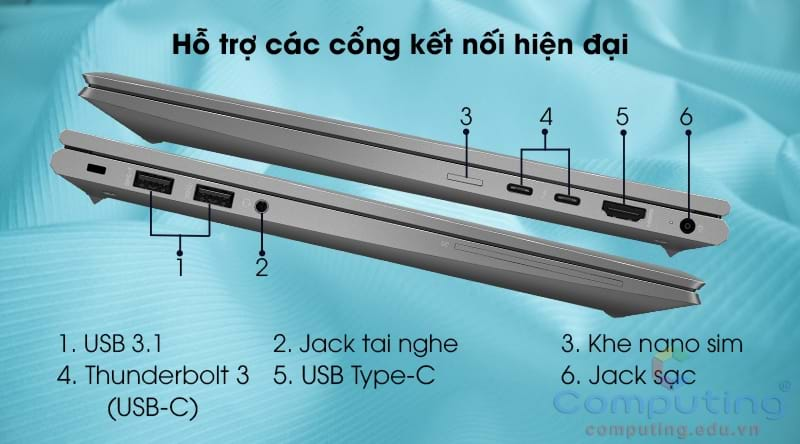 Hỗ trợ các cổng kết nối hiện đại
3 4 5 6
1 2
1. USB 3.1 2. Jack tai nghe 3. Khe nano sim
4. Thunderbolt 3 5. USB Type-C 6. Jack sạc
(USB-C)
Computing®
computing.edu.vn